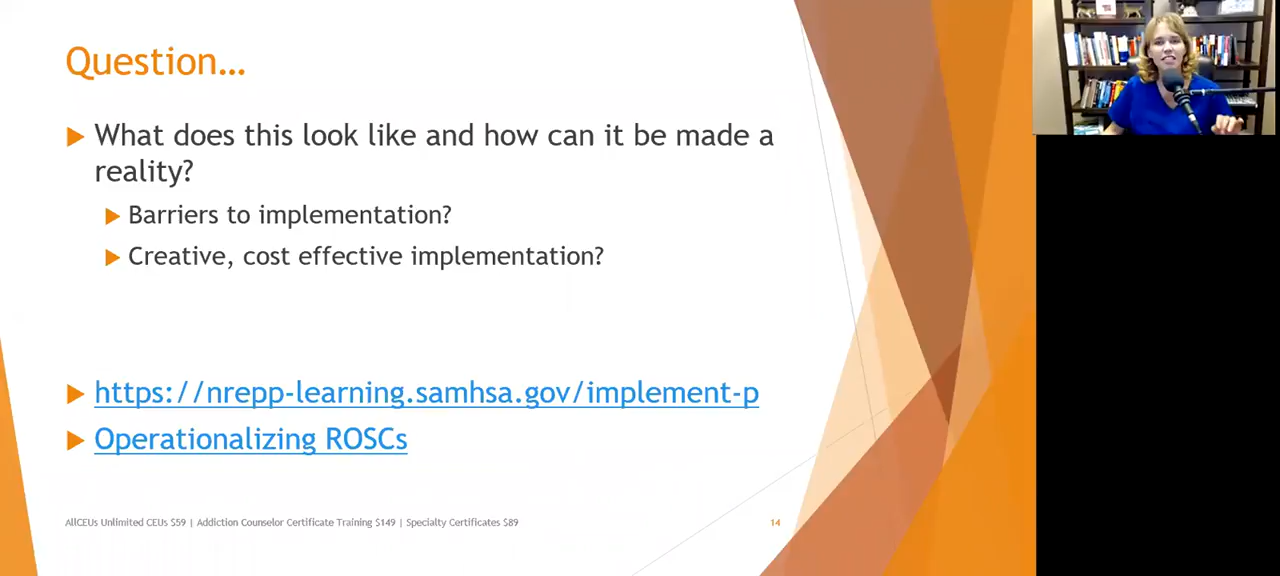 Question…
What does this look like and how can it be made a
reality?
Barriers to implementation?
Creative, cost effective implementation?
https://nrepp-learning.samhsa.gov/implement-p
Operationalizing ROSCs
AllCEUs Unlimited CEUs $59 | Addiction Counselor Certificate Training $149 | Specialty Certificates $89
14